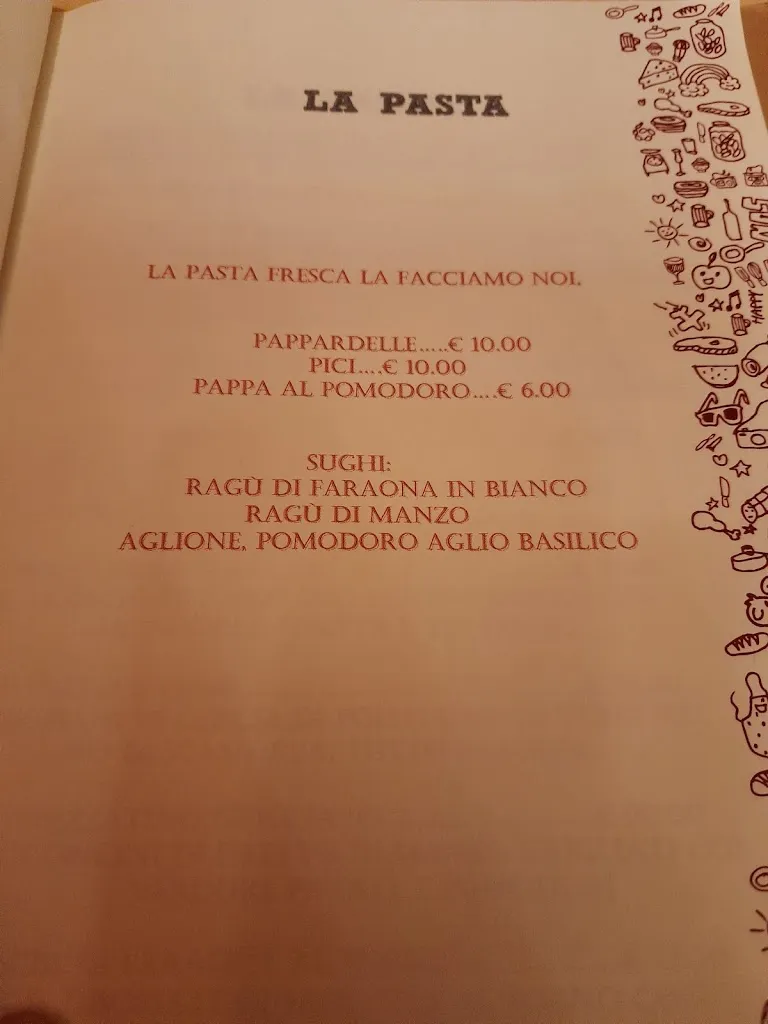 LA PASTA
LA PASTA FRESCA LA FACCIAMO NOI.
PAPPARDELLE.....€ 10.00
PICI....€ 10.00
PAPPA AL POMODORO....€ 6.00
SUGHI:
RAGÙ DI FARAONA IN BIANCO
RAGÙ DI MANZO
AGLIONE, POMODORO AGLIO BASILICO
HAPPY